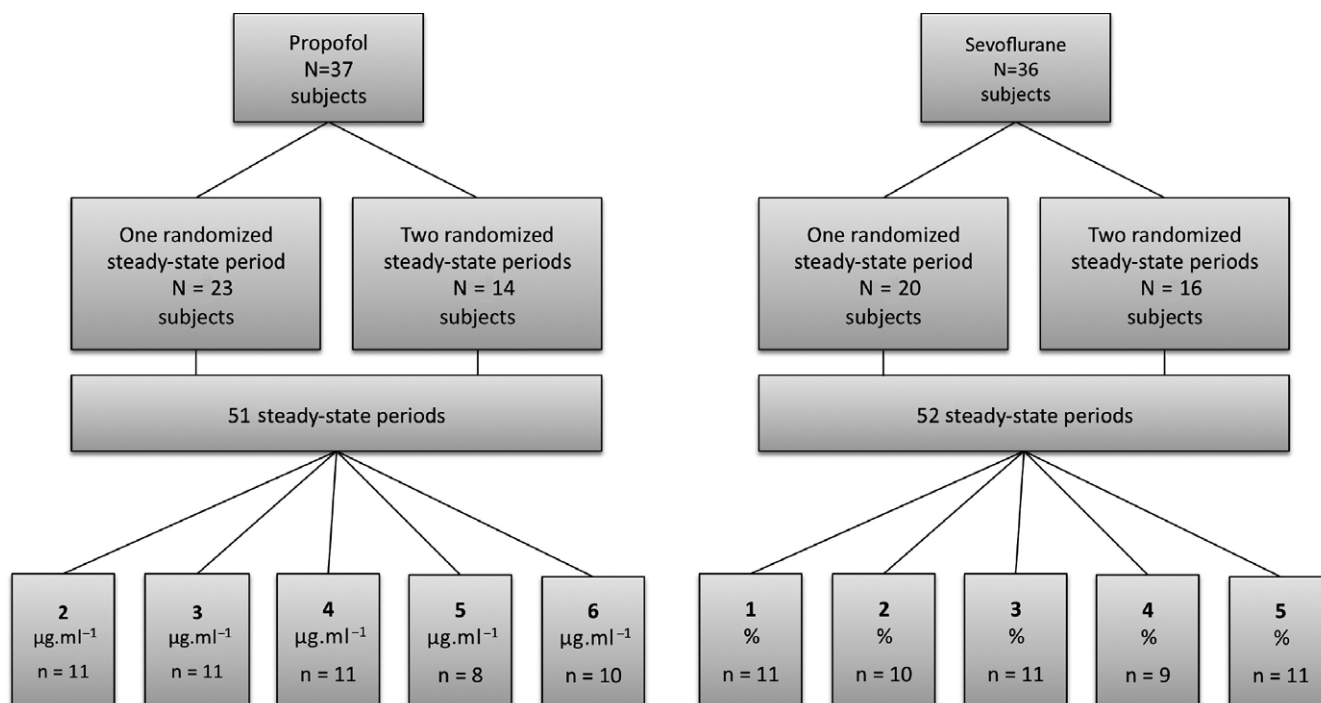 Propofol
N=37
subjects
Sevoflurane
N=36
subjects
One randomized
steady-state period
N = 23
subjects
Two randomized
steady-state periods
N = 14
subjects
One randomized
steady-state period
N = 20
subjects
Two randomized
steady-state periods
N = 16
subjects
51 steady-state periods
52 steady-state periods
2
µg.ml⁻¹
n = 11
3
µg.ml⁻¹
n = 11
4
µg.ml⁻¹
n = 11
5
µg.ml⁻¹
n = 8
6
µg.ml⁻¹
n = 10
1
%
n = 11
2
%
n = 10
3
%
n = 11
4
%
n = 9
5
%
n = 11